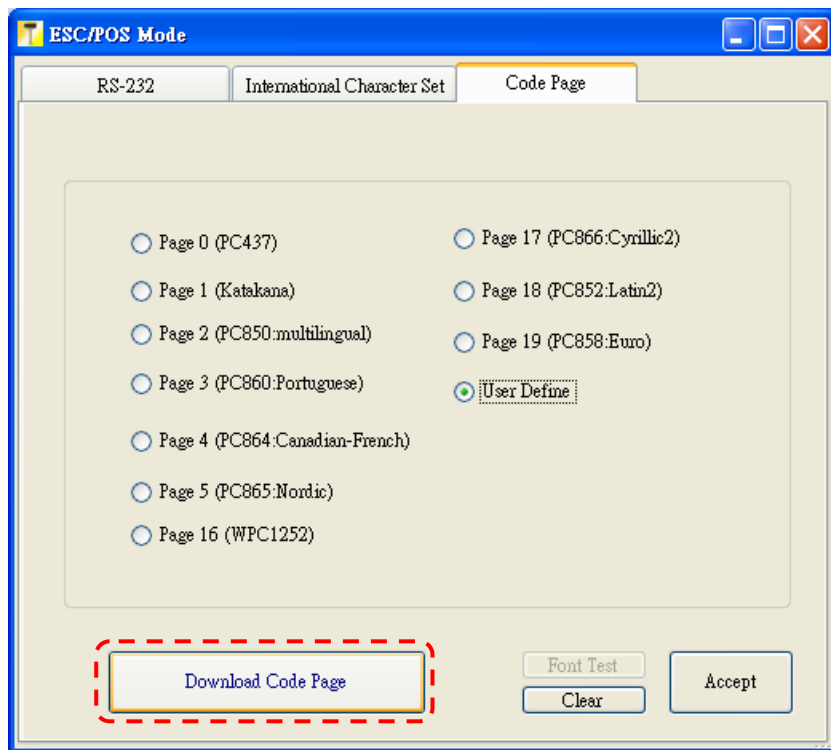 ESC/POS Mode
RS-232
International Character Set
Code Page
Page 0 (PC437)
Page 1 (Katakana)
Page 2 (PC850:multilingual)
Page 3 (PC860:Portuguese)
Page 4 (PC864:Canadian-French)
Page 5 (PC865:Nordic)
Page 16 (WPC1252)
Page 17 (PC866:Cyrillic2)
Page 18 (PC852:Latin2)
Page 19 (PC858:Euro)
User Define
Download Code Page
Font Test
Clear
Accept